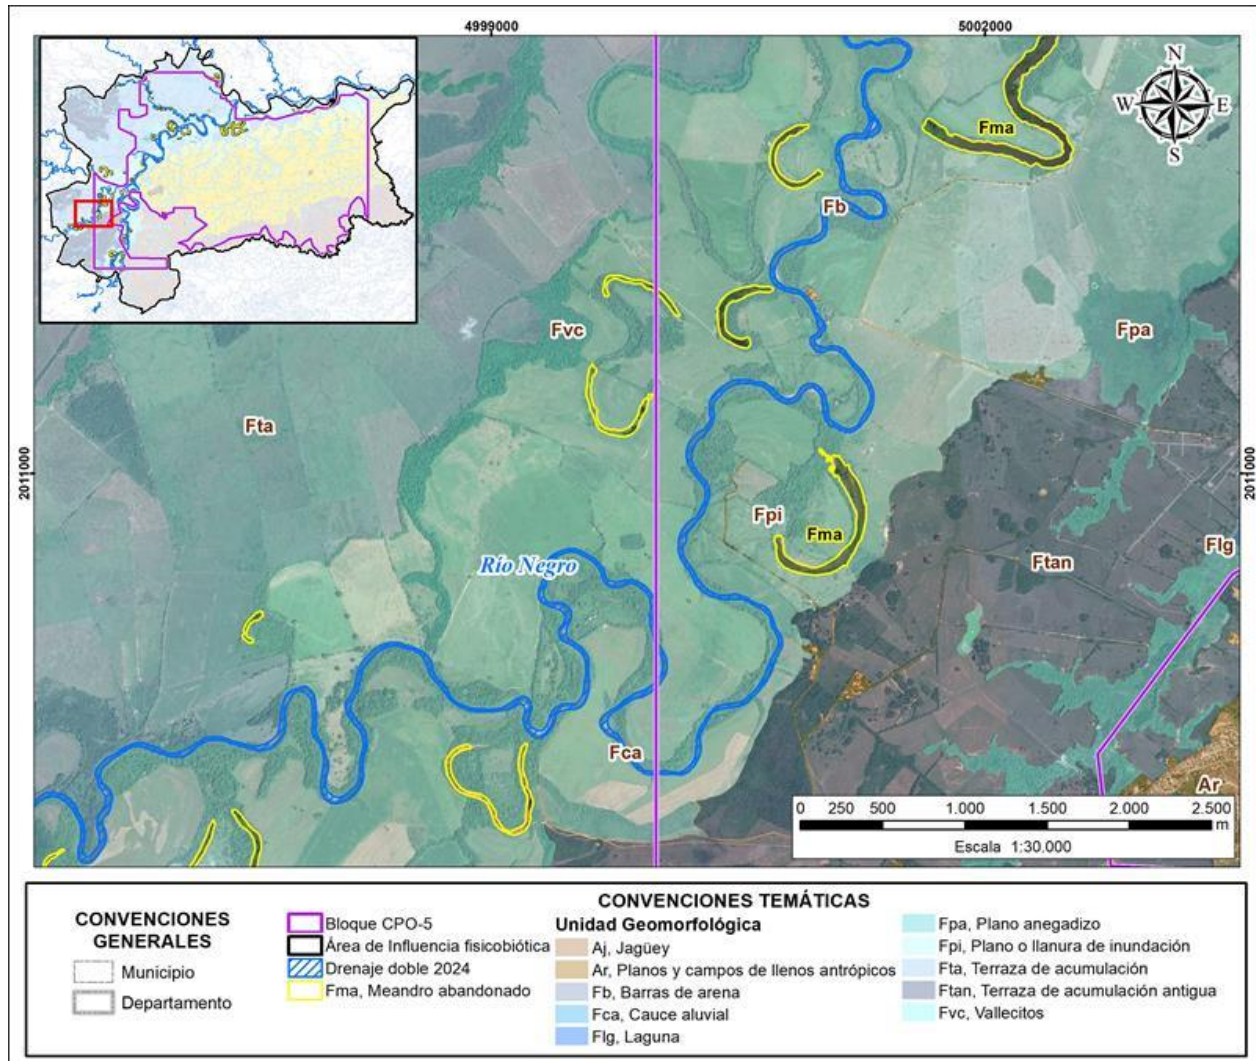 4999000
5002000
N
W
E
S
Fma
Fb
Fvc
Fpa
Fta
2011000
2011000
Fpi
Fma
Río Negro
Ftan
Flg
Fca
Ar
0 250 500 1.000 1.500 2.000 2.500
m
Escala 1:30.000
CONVENCIONES GENERALES
Municipio
Departamento
Bloque CPO-5
Área de Influencia fisicobiótica
Drenaje doble 2024
Fma, Meandro abandonado
CONVENCIONES TEMÁTICAS
Unidad Geomorfológica
Aj, Jagüey
Ar, Planos y campos de llenos antrópicos
Fb, Barras de arena
Fca, Cauce aluvial
Flg, Laguna
Fpa, Plano anegadizo
Fpi, Plano o llanura de inundación
Fta, Terraza de acumulación
Ftan, Terraza de acumulación antigua
Fvc, Vallecitos